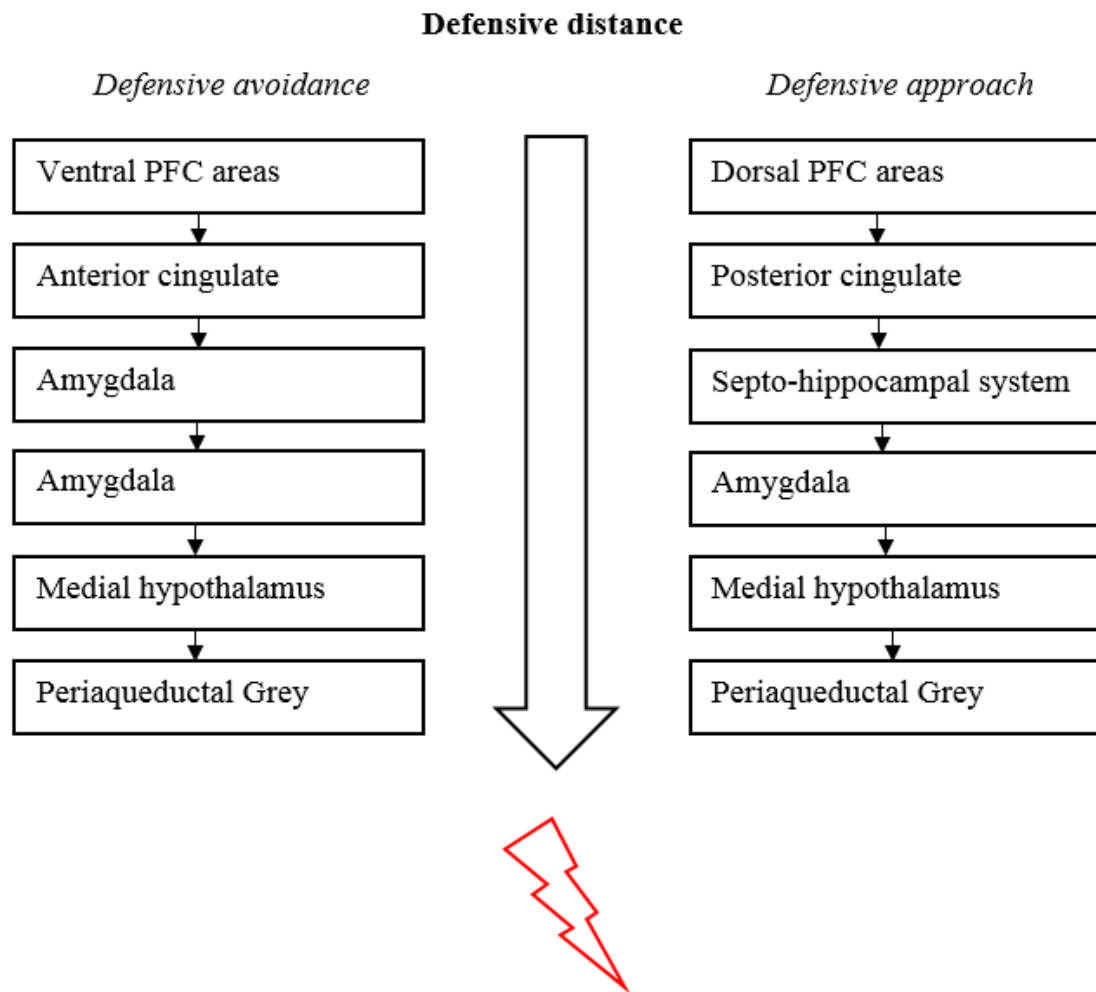 Defensive distance
Defensive avoidance
Defensive approach
Ventral PFC areas
Dorsal PFC areas
Anterior cingulate
Posterior cingulate
Amygdala
Septo-hippocampal system
Amygdala
Amygdala
Medial hypothalamus
Medial hypothalamus
Periaqueductal Grey
Periaqueductal Grey